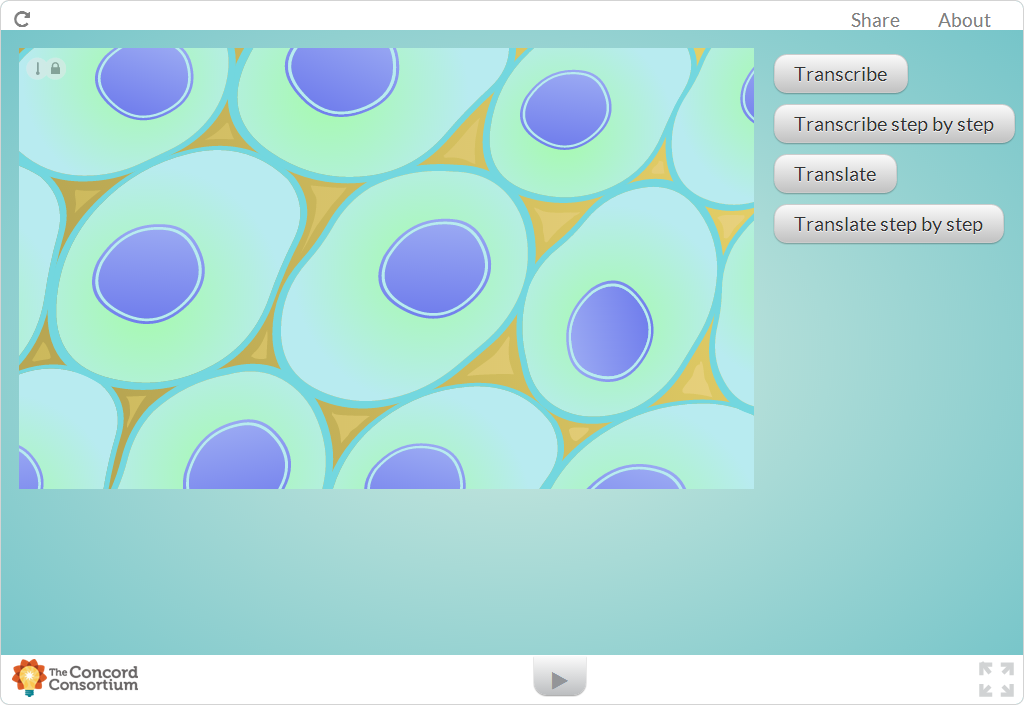 Share About
Transcribe
Transcribe step by step
Translate
Translate step by step
The Concord
Consortium